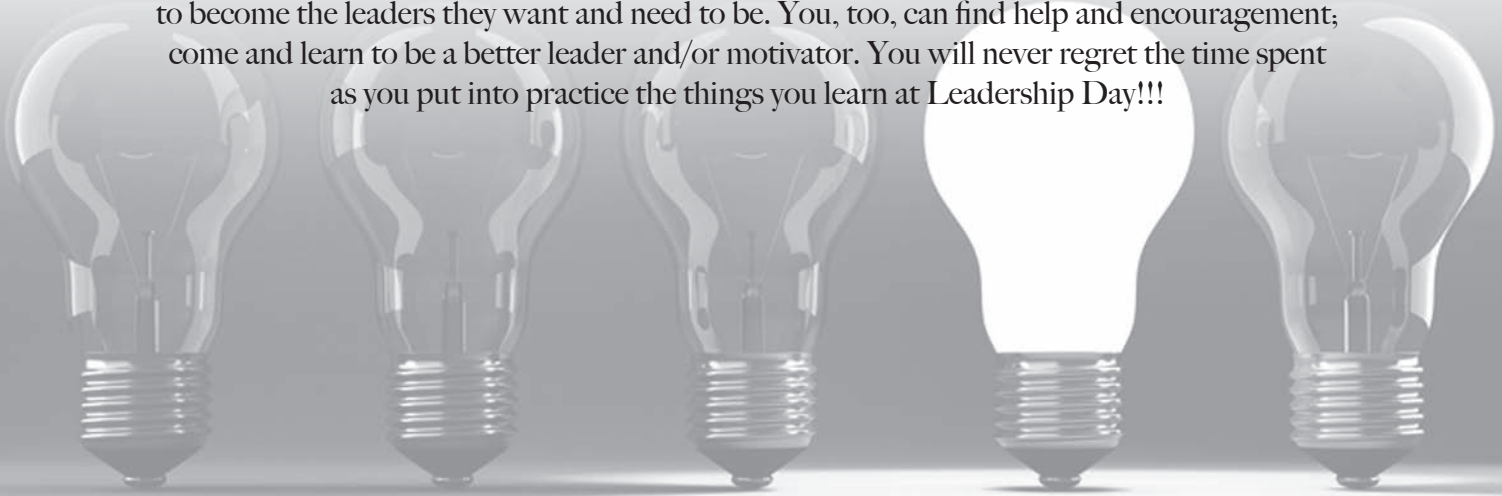 to become the leaders they want and need to be. You, too, can find help and encouragement;
come and learn to be a better leader and/or motivator. You will never regret the time spent
as you put into practice the things you learn at Leadership Day!!!